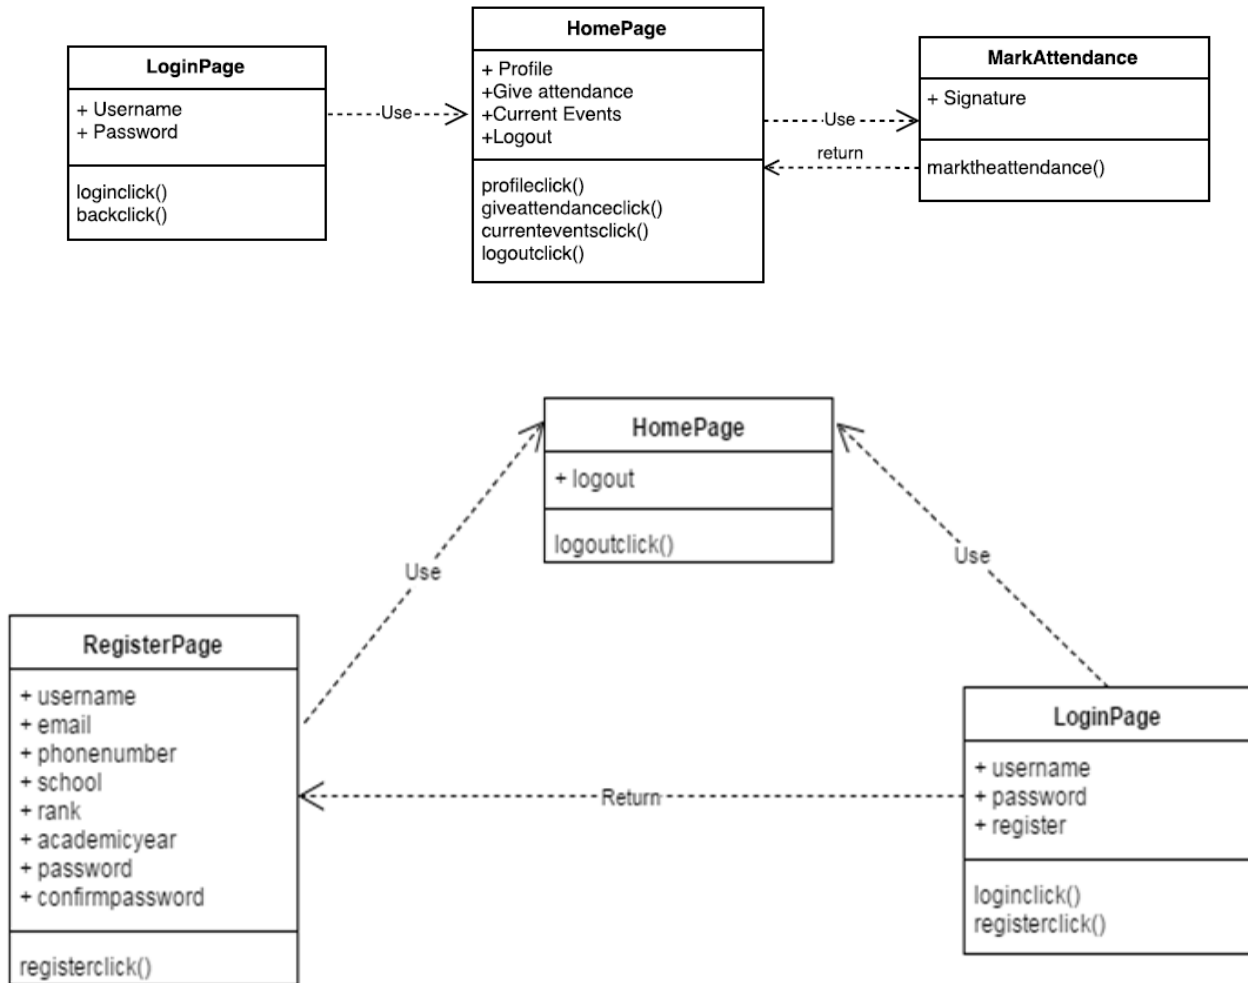 LoginPage
+ Username
+ Password
loginclick()
backclick()
Use
HomePage
+ Profile
+Give attendance
+Current Events
+Logout
profileclick()
giveattendanceclick()
currenteventsclick()
logoutclick()
Use
return
MarkAttendance
+ Signature
marktheattendance()
HomePage
+ logout
logoutclick()
Use
Use
RegisterPage
+ username
+ email
+ phonenumber
+ school
+ rank
+ academicyear
+ password
+ confirmpassword
registerclick()
Return
LoginPage
+ username
+ password
+ register
loginclick()
registerclick()